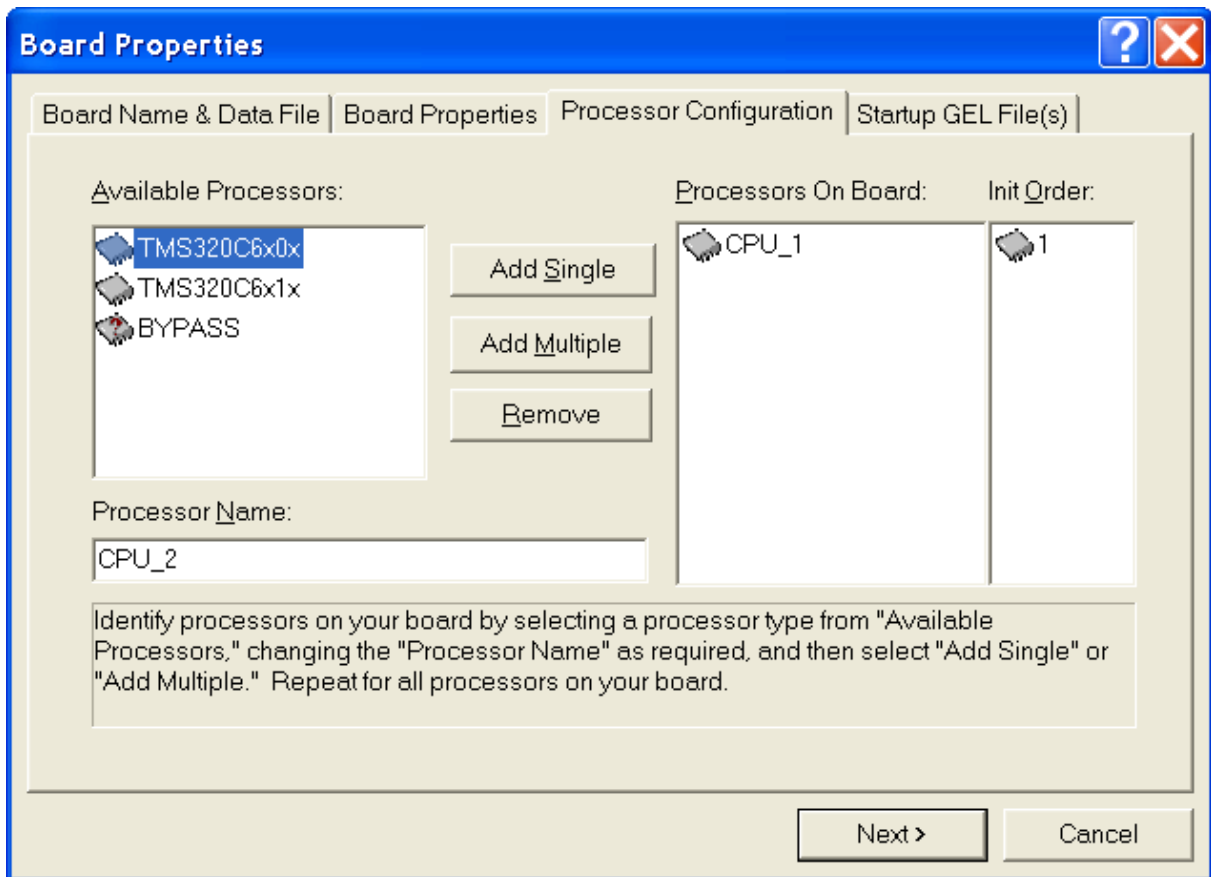 Board Properties
Board Name & Data File
Board Properties
Processor Configuration
Startup GEL File(s)
Available Processors:
TMS320C6x0x
TMS320C6x1x
BYPASS
Add Single
Add Multiple
Remove
Processors On Board:
Init Order:
CPU_1
1
Processor Name:
CPU_2
Identify processors on your board by selecting a processor type from "Available
Processors," changing the "Processor Name" as required, and then select "Add Single" or
"Add Multiple." Repeat for all processors on your board.
Next >
Cancel